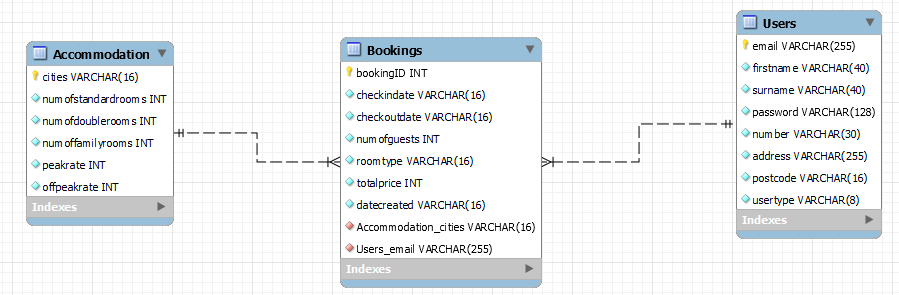 Accommodation
cities VARCHAR(16)
numofstandardrooms INT
numofdoublerooms INT
numoffamilyrooms INT
peakrate INT
offpeakrate INT
Indexes
Bookings
bookingID INT
checkindate VARCHAR(16)
checkoutdate VARCHAR(16)
numofguests INT
roomtype VARCHAR(16)
totalprice INT
datecreated VARCHAR(16)
Accommodation_cities VARCHAR(16)
Users_email VARCHAR(255)
Indexes
Users
email VARCHAR(255)
firstname VARCHAR(40)
surname VARCHAR(40)
password VARCHAR(128)
number VARCHAR(30)
address VARCHAR(255)
postcode VARCHAR(16)
usertype VARCHAR(8)
Indexes